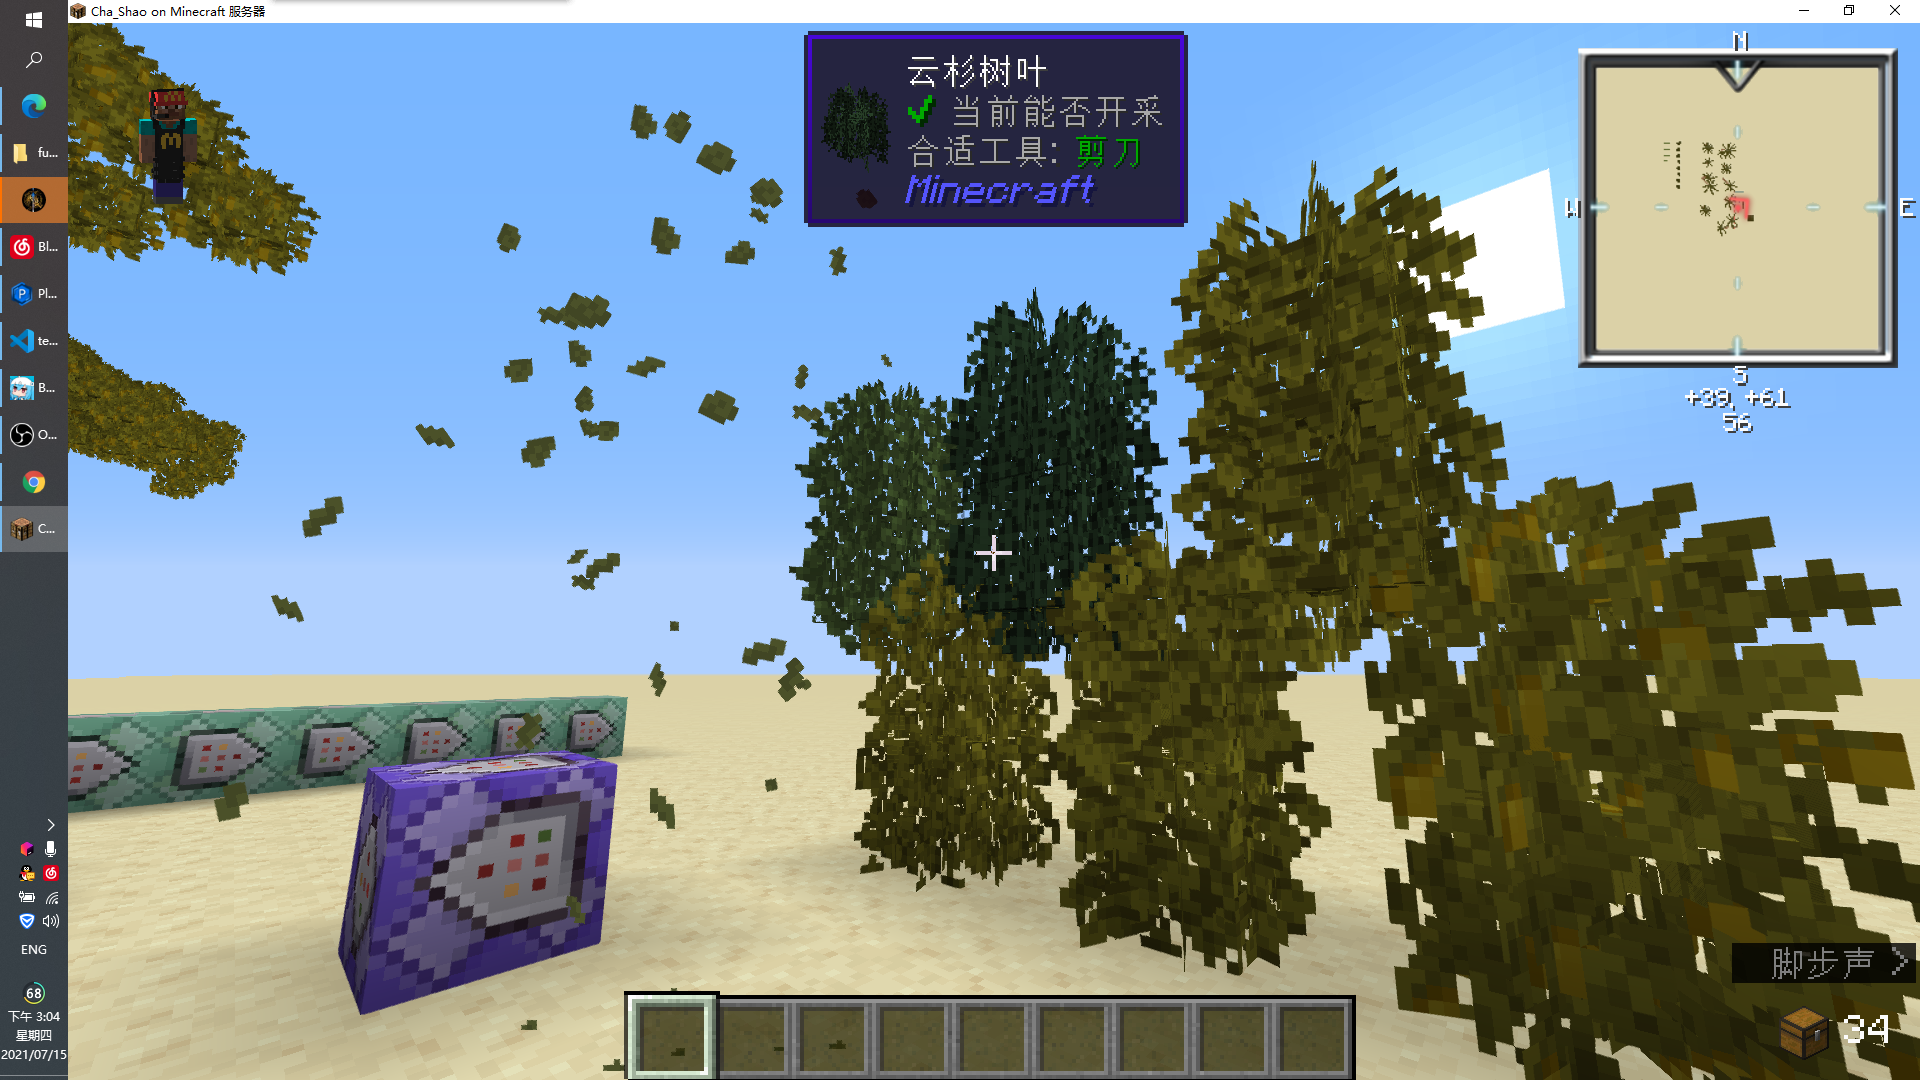 Cha_Shao on Minecraft 服务器
fu...
Bl...
Pl...
te...
B...
O...
C...
云杉树叶
当前能否开采
合适工具: 剪刀
Minecraft
N
W
E
S
+39, +61
56
脚步声 >
34
ENG
68
下午 3:04
星期四
2021/07/15